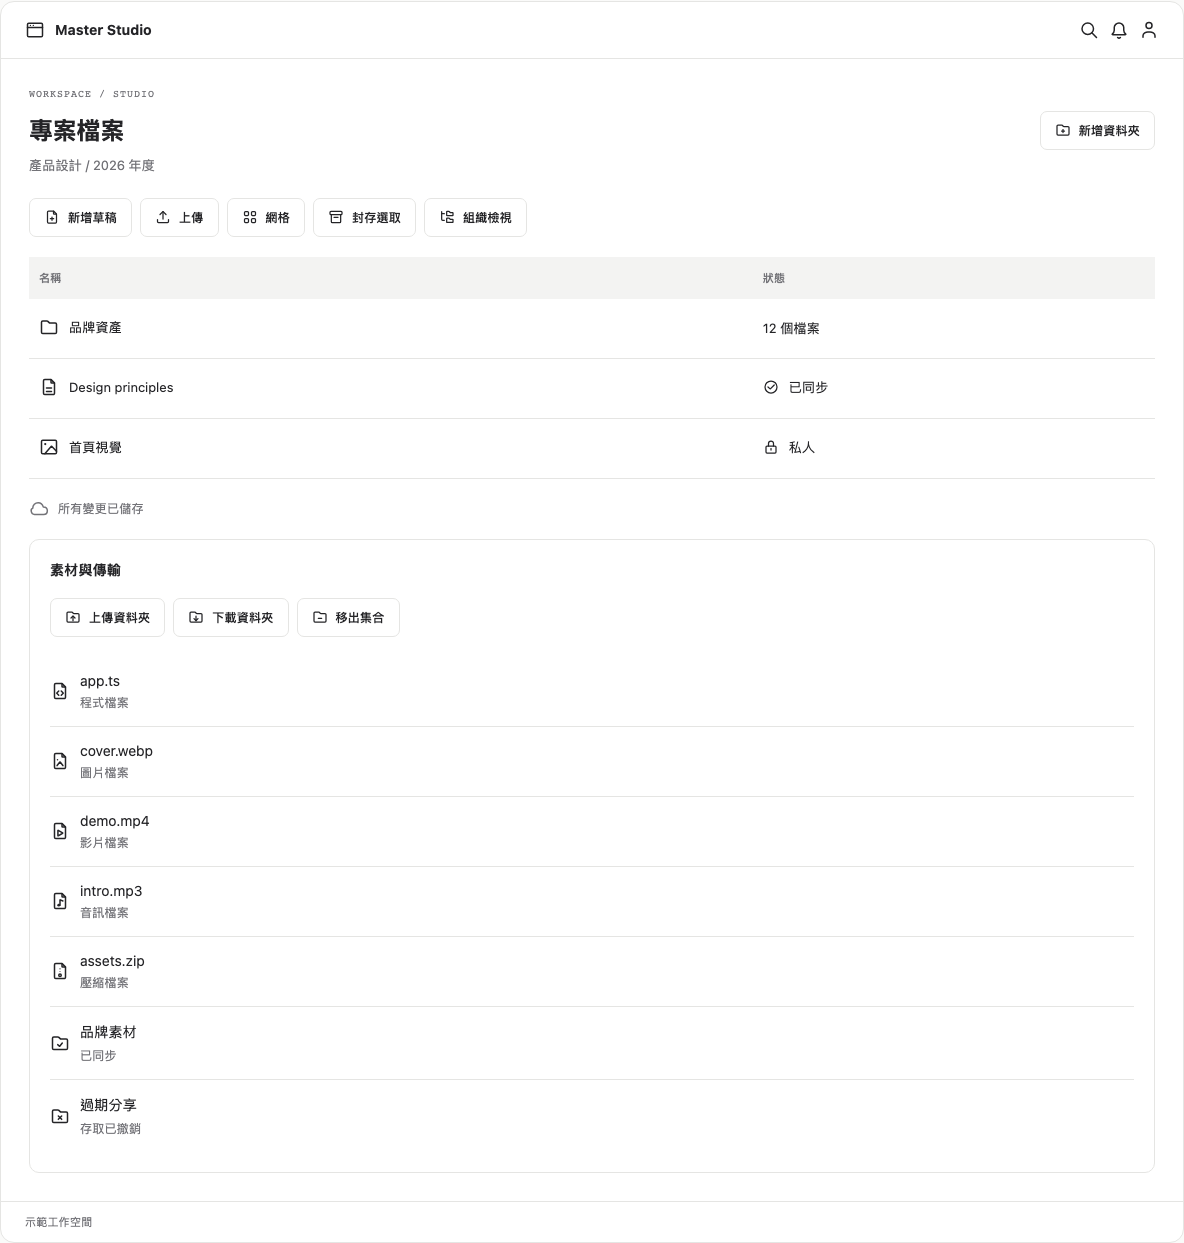 Master Studio
WORKSPACE / STUDIO
專案檔案
新增資料夾
產品設計 / 2026 年度
新增草稿 上傳 網格 封存選取 組織檢視
名稱 狀態
品牌資產 12 個檔案
Design principles 已同步
首頁視覺 私人
所有變更已儲存
素材與傳輸
上傳資料夾 下載資料夾 移出集合
app.ts
程式檔案
cover.webp
圖片檔案
demo.mp4
影片檔案
intro.mp3
音訊檔案
assets.zip
壓縮檔案
品牌素材
已同步
過期分享
存取已撤銷
示範工作空間